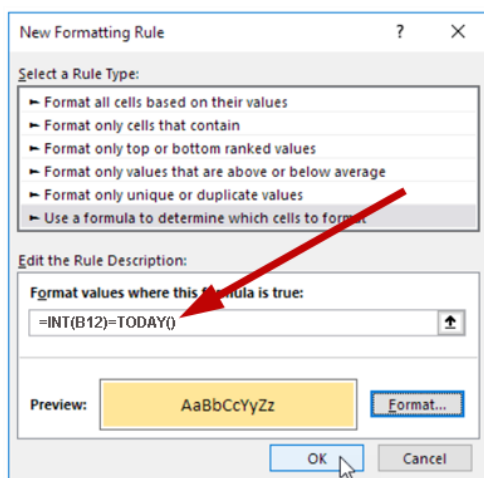 New Formatting Rule ? ×
Select a Rule Type:
► Format all cells based on their values
► Format only cells that contain
► Format only top or bottom ranked values
► Format only values that are above or below average
► Format only unique or duplicate values
► Use a formula to determine which cells to format
Edit the Rule Description:
Format values where this formula is true:
=INT(B12)=TODAY()
Preview: AaBbCcYyZz Format...
OK Cancel